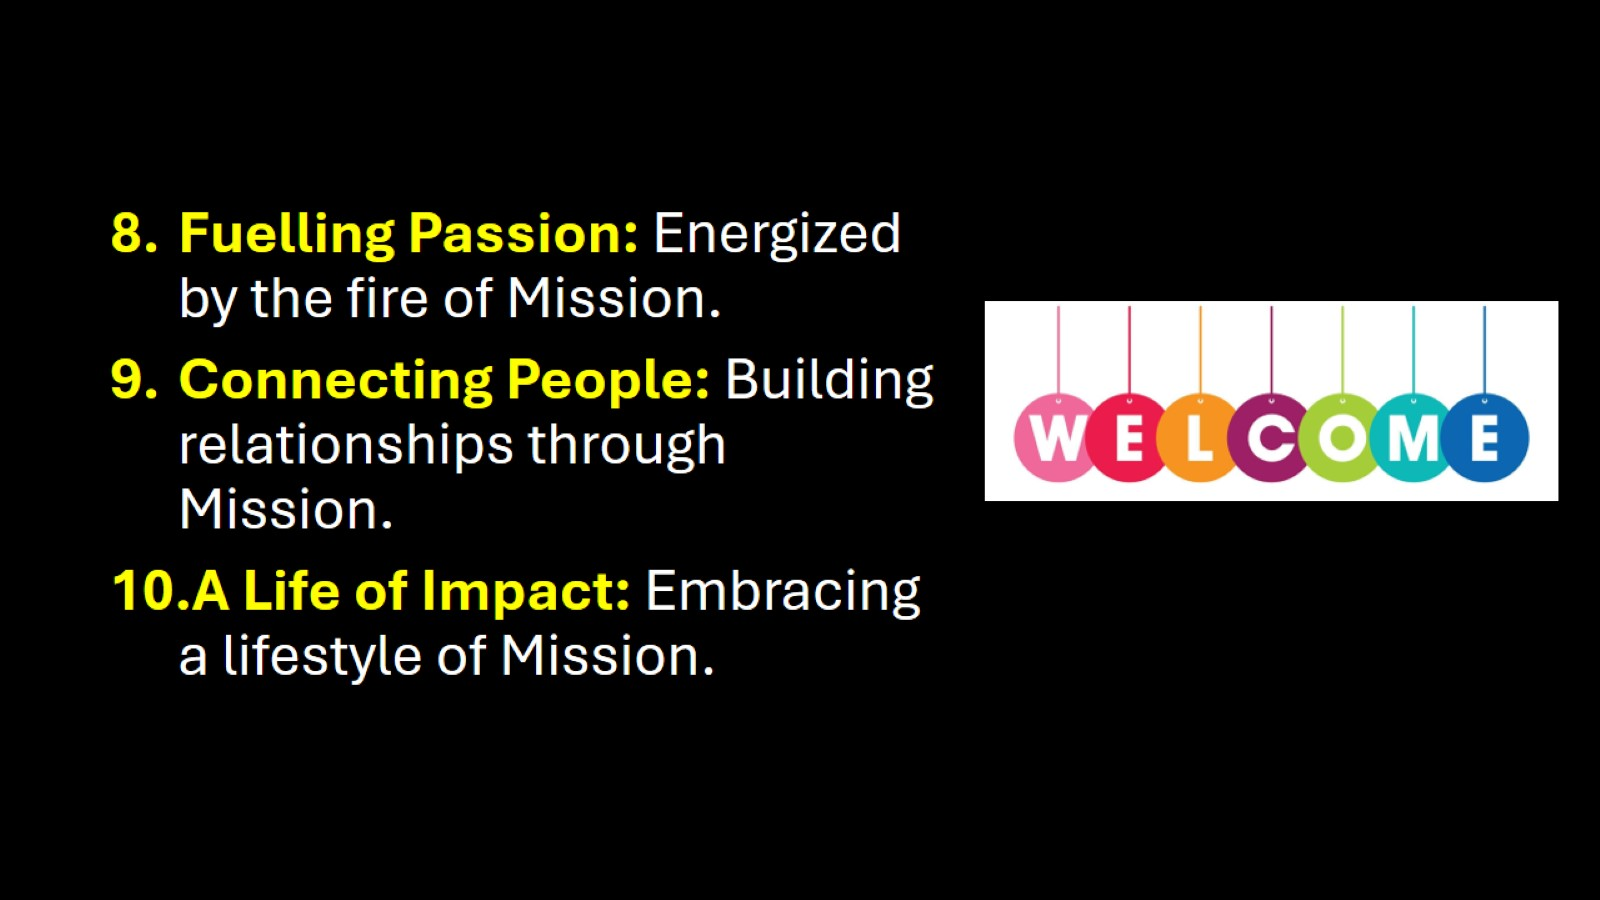 8. Fuelling Passion: Energized
by the fire of Mission.
9. Connecting People: Building
relationships through
Mission.
10.A Life of Impact: Embracing
a lifestyle of Mission.
WELCOME